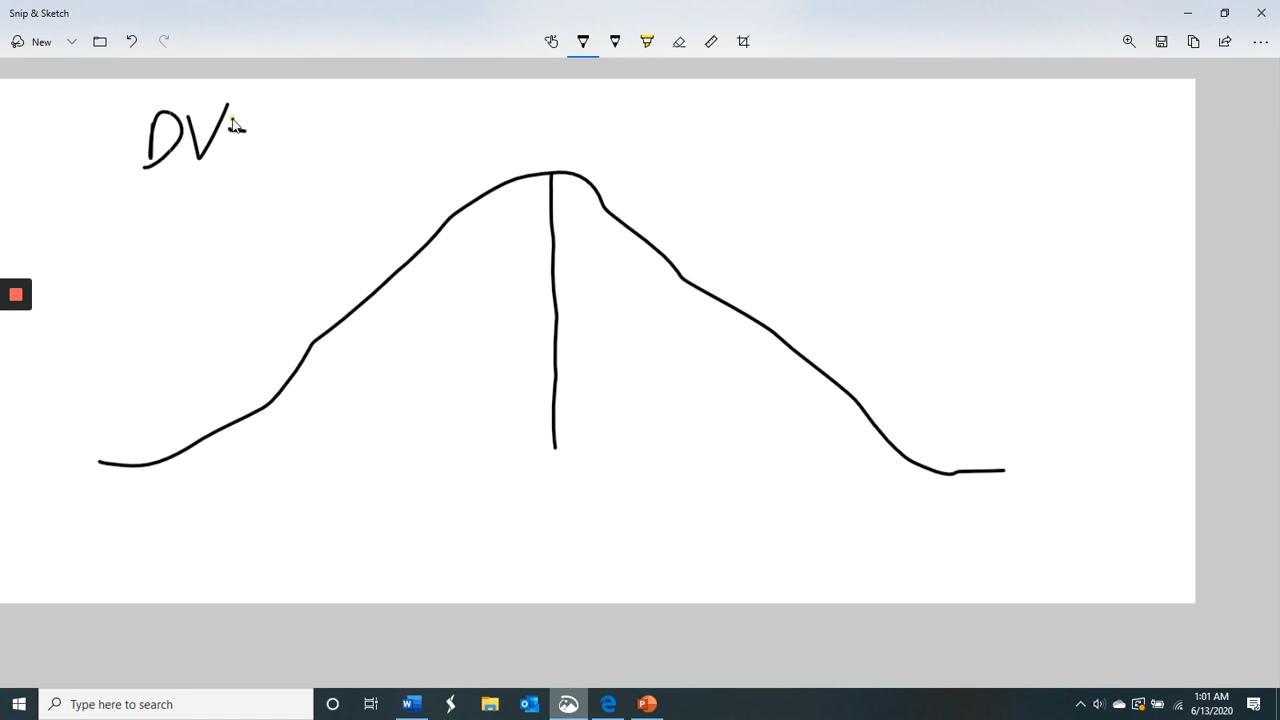 Snip & Sketch
New
DV
Type here to search
1:01 AM
6/13/2020